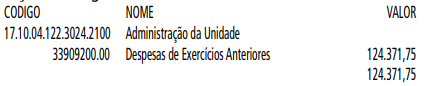 CODIGO NOME VALOR
17.10.04.122.3024.2100 Administração da Unidade
33909200.00 Despesas de Exercícios Anteriores 124.371,75
124.371,75